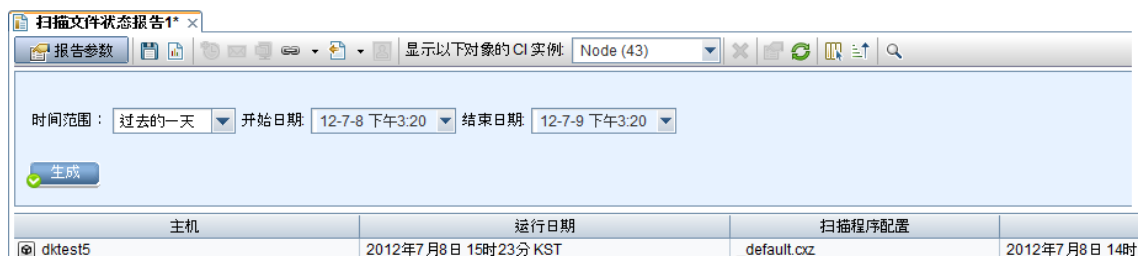 扫描文件状态报告1*
报告参数 显示以下对象的 CI 实例: Node (43)
时间范围： 过去的一天 开始日期: 12-7-8 下午3:20 结束日期: 12-7-9 下午3:20
生成
主机 运行日期 扫描程序配置
dktest5 2012年7月8日 15时23分 KST _default.cxz 2012年7月8日 14时